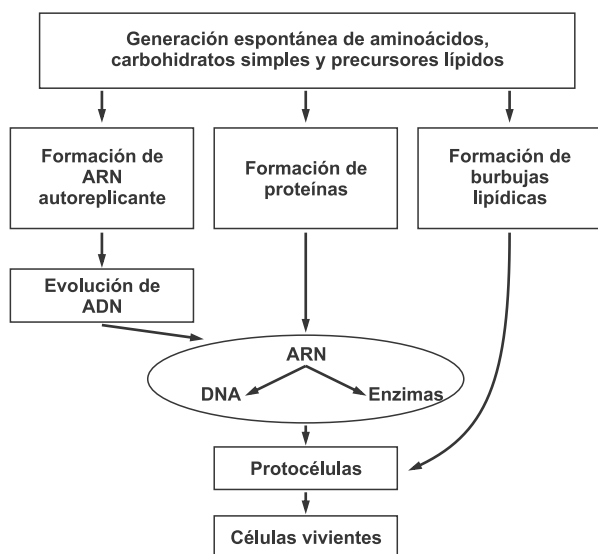 Generación espontánea de aminoácidos,
carbohidratos simples y precursores lípidos
Formación de
ARN
autoreplicante
Formación de
proteínas
Formación de
burbujas
lipídicas
Evolución de
ADN
ARN
DNA
Enzimas
Protocélulas
Células vivientes